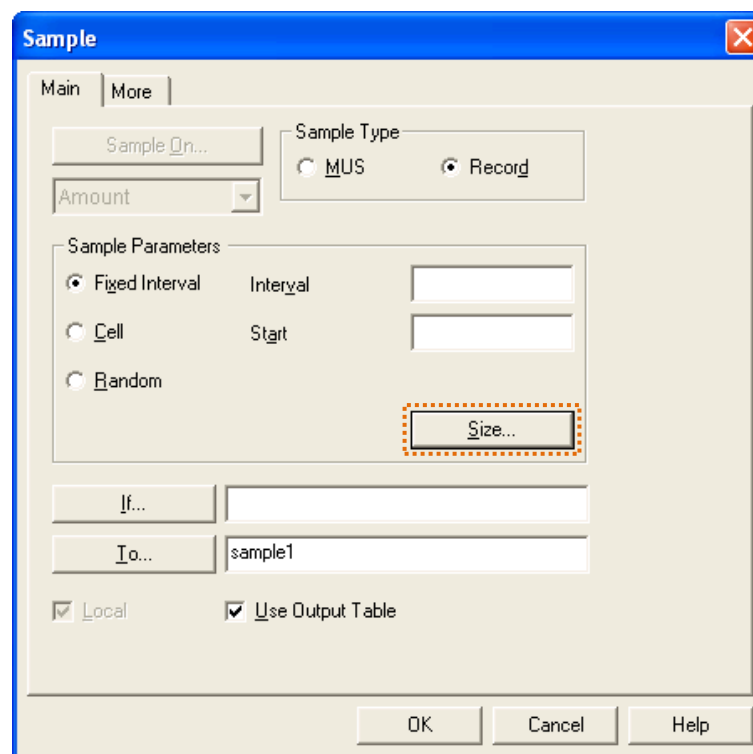 Sample
Main
More
Sample On...
Sample Type
MUS
Record
Amount
Sample Parameters
Fixed Interval
Interval
Cell
Start
Random
Size...
If...
To...
sample1
Local
Use Output Table
OK
Cancel
Help